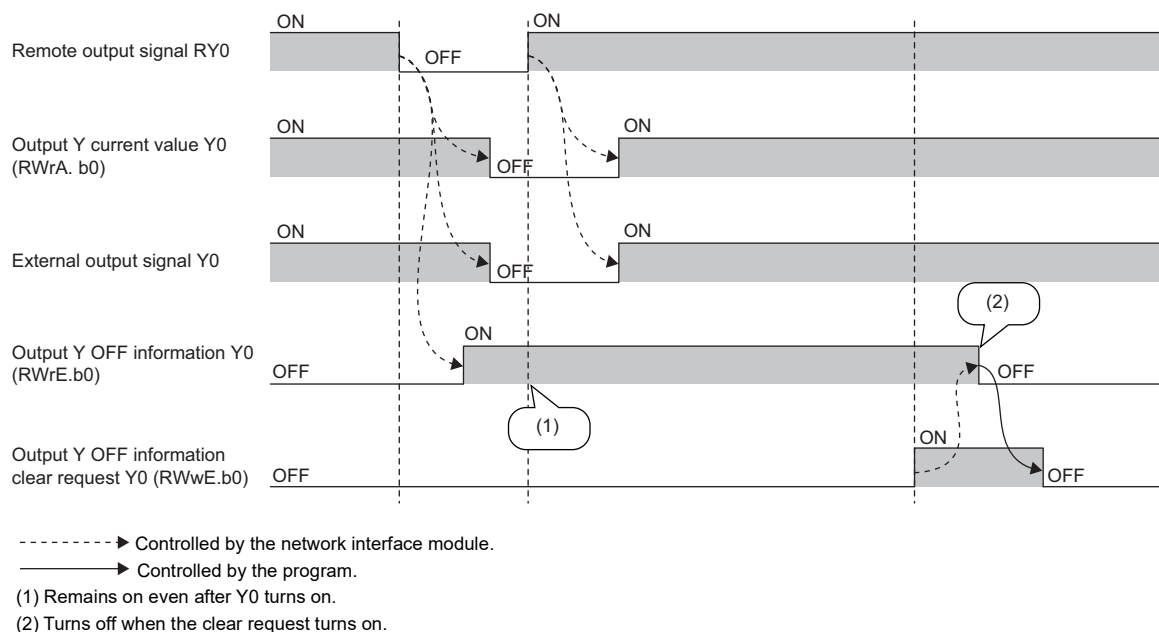 ON
ON
Remote output signal RY0
OFF
ON
ON
Output Y current value Y0
(RWrA. b0)
OFF
ON
ON
External output signal Y0
OFF
(2)
ON
Output Y OFF information Y0
(RWrE.b0)
OFF
OFF
(1)
ON
Output Y OFF information
clear request Y0 (RWwE.b0)
OFF
OFF
Controlled by the network interface module.
Controlled by the program.
(1) Remains on even after Y0 turns on.
(2) Turns off when the clear request turns on.